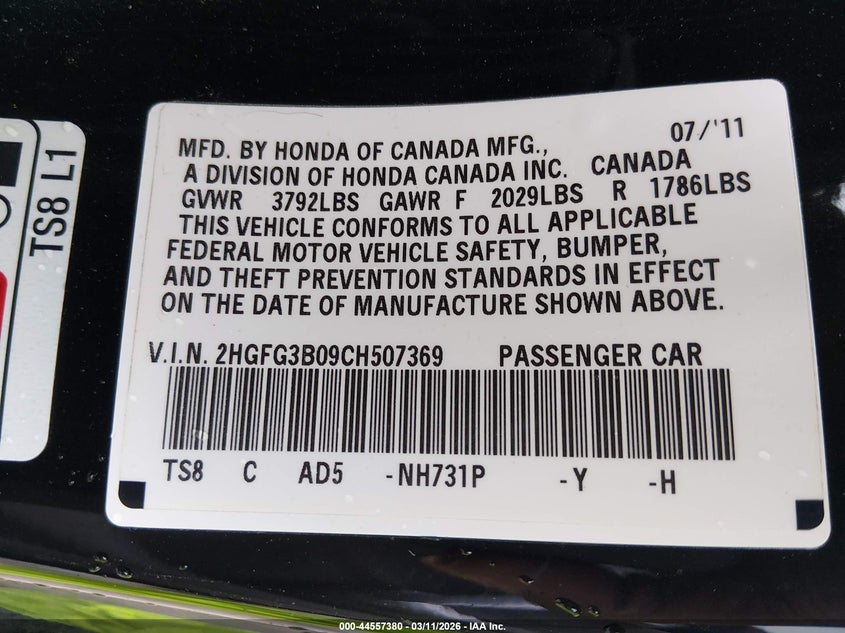 TS8 L1
07/'11
MFD. BY HONDA OF CANADA MFG.,
A DIVISION OF HONDA CANADA INC. CANADA
GVWR 3792LBS GAWR F 2029LBS R 1786LBS
THIS VEHICLE CONFORMS TO ALL APPLICABLE
FEDERAL MOTOR VEHICLE SAFETY, BUMPER,
AND THEFT PREVENTION STANDARDS IN EFFECT
ON THE DATE OF MANUFACTURE SHOWN ABOVE.
V.I.N. 2HGFG3B09CH507369 PASSENGER CAR
TS8 C AD5 -NH731P -Y -H
000-44557380 - 03/11/2026 - IAA Inc.